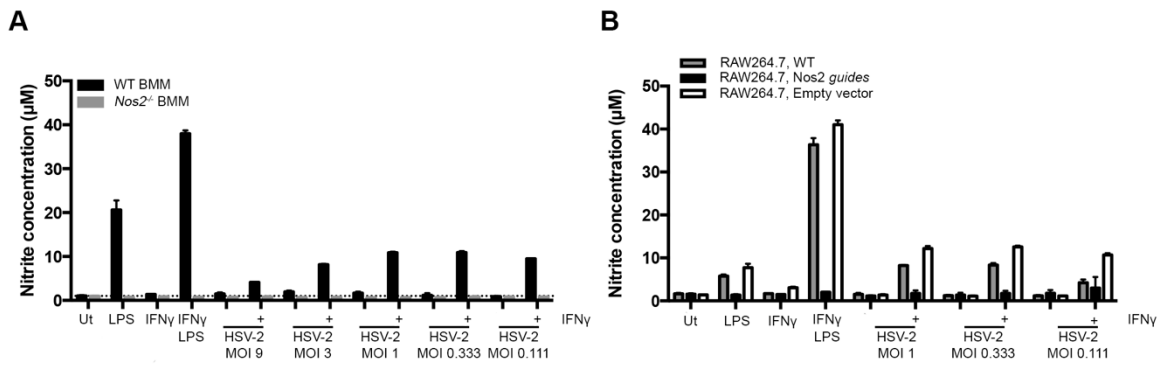 A
WT BMM
Nos2-/- BMM
Nitrite concentration (µM)
50
40
30
20
10
0
Ut
LPS
IFNγ
IFNγ
LPS
+
+
+
+
+
IFNγ
HSV-2
MOI 9
HSV-2
MOI 3
HSV-2
MOI 1
HSV-2
MOI 0.333
HSV-2
MOI 0.111
B
RAW264.7, WT
RAW264.7, Nos2 guides
RAW264.7, Empty vector
Nitrite concentration (µM)
50
40
30
20
10
0
Ut
LPS
IFNγ
IFNγ
LPS
+
+
+
IFNγ
HSV-2
MOI 1
HSV-2
MOI 0.333
HSV-2
MOI 0.111